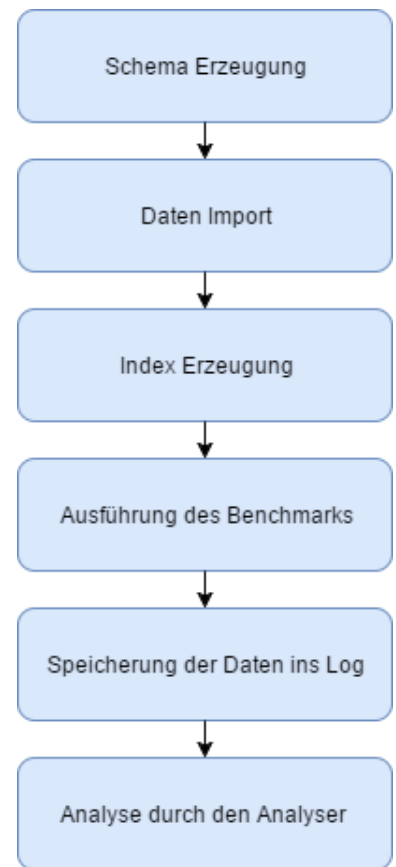 Schema Erzeugung
Daten Import
Index Erzeugung
Ausführung des Benchmarks
Speicherung der Daten ins Log
Analyse durch den Analyser